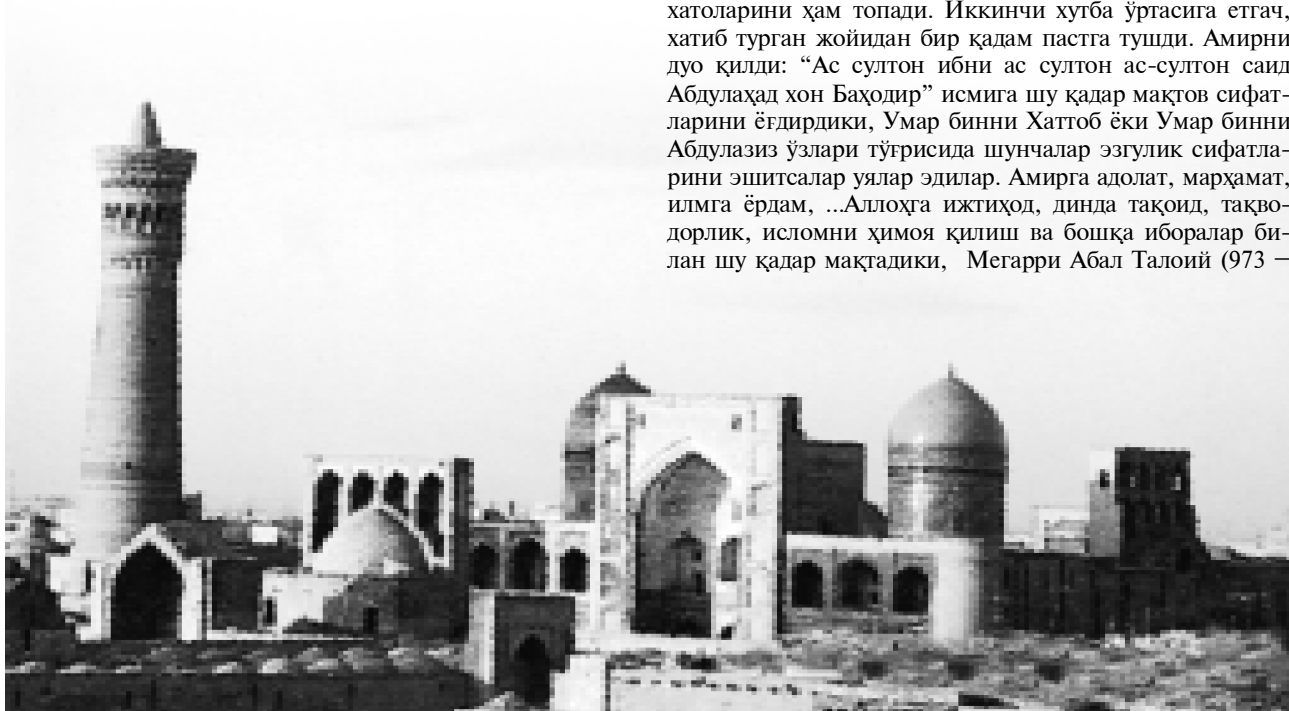 хатоларини ҳам топади. Иккинчи хутба ўртасига етгач,
хатиб турган жойидан бир қадам пастга тушди. Амирни
дуо қилди: “Ас султон ибни ас султон ас-султон саид
Абдулаҳад хон Баҳодир” исмига шу қадар мақтов сифат-
ларини ёғдирдики, Умар бинни Хаттоб ёки Умар бинни
Абдулазиз ўзлари тўғрисида шунчалар эзгулик сифатла-
рини эшитсалар уялар эдилар. Амирга адолат, марҳамат,
илмга ёрдам, ...Аллоҳга ижтиҳод, динда тақоид, тақво-
дорлик, исломни ҳимоя қилиш ва бошқа иборалар би-
лан шу қадар мақтадики, Мегарри Абал Талоий (973 –